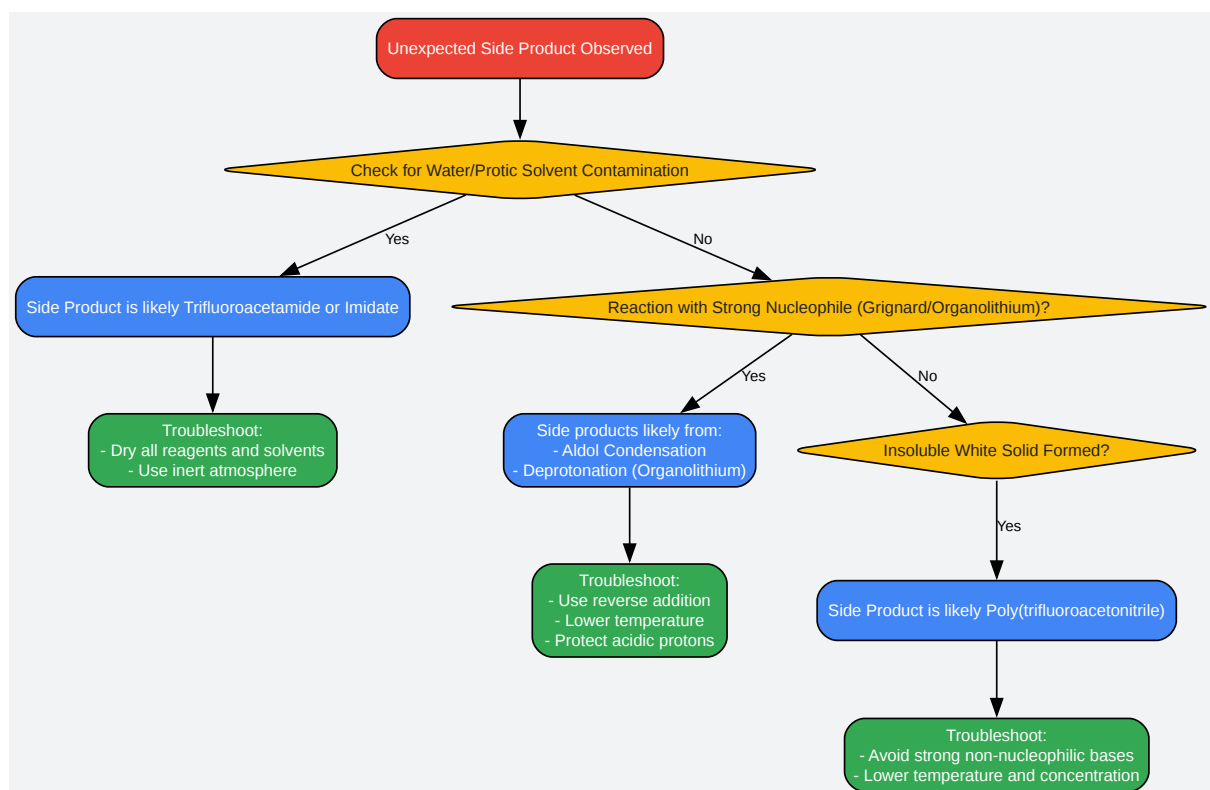 Unexpected Side Product Observed
Check for Water/Protic Solvent Contamination
Yes
No
Side Product is likely Trifluoroacetamide or Imidate
Reaction with Strong Nucleophile (Grignard/Organolithium)?
Yes
No
Troubleshoot:
- Dry all reagents and solvents
- Use inert atmosphere
Side products likely from:
- Aldol Condensation
- Deprotonation (Organolithium)
Insoluble White Solid Formed?
Yes
Troubleshoot:
- Use reverse addition
- Lower temperature
- Protect acidic protons
Side Product is likely Poly(trifluoroacetonitrile)
Troubleshoot:
- Avoid strong non-nucleophilic bases
- Lower temperature and concentration